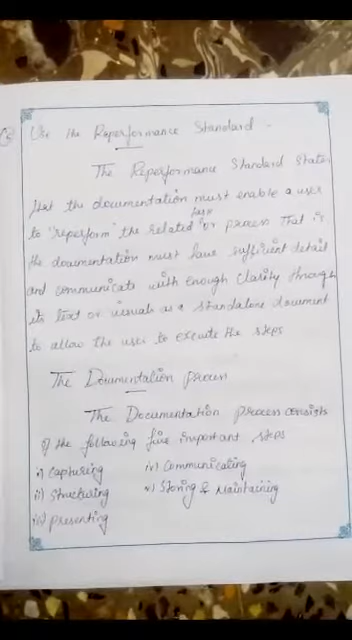 5) Use the Reperformance Standard -
The Reperformance Standard States
that the documentation must enable a user
to "reperform" the related task or process That is
the documentation must have sufficient detail
and communicate with enough clarity through
its text or visuals as a standalone document
to allow the user to execute the steps
The Documentation Process
The Documentation process consists
of the following five important steps
i) Capturing iv) Communicating
ii) Structuring v) Storing & Maintaining
iii) Presenting